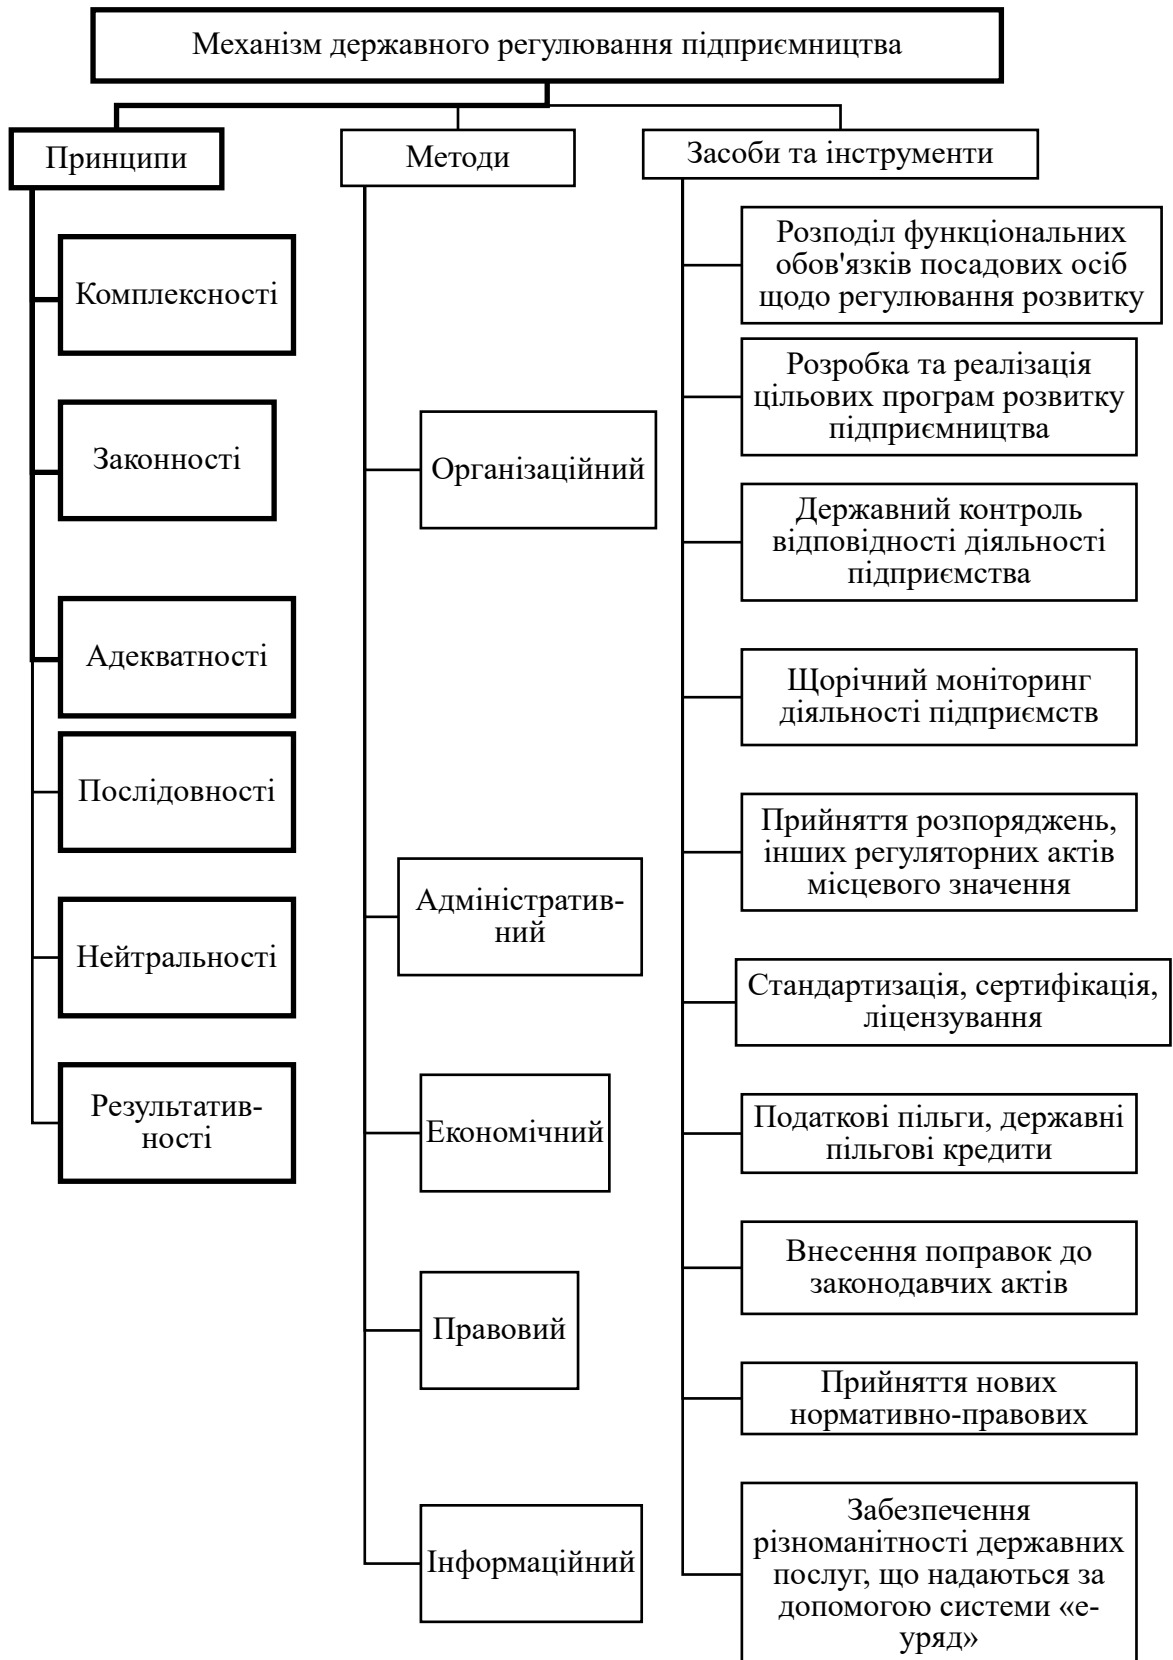 Механізм державного регулювання підприємництва
Принципи
Комплексності
Законності
Адекватності
Послідовності
Нейтральності
Результатив-
ності
Методи
Організаційний
Адміністратив-
ний
Економічний
Правовий
Інформаційний
Засоби та інструменти
Розподіл функціональних
обов'язків посадових осіб
щодо регулювання розвитку
Розробка та реалізація
цільових програм розвитку
підприємництва
Державний контроль
відповідності діяльності
підприємства
Щорічний моніторинг
діяльності підприємств
Прийняття розпоряджень,
інших регуляторних актів
місцевого значення
Стандартизація, сертифікація,
ліцензування
Податкові пільги, державні
пільгові кредити
Внесення поправок до
законодавчих актів
Прийняття нових
нормативно-правових
Забезпечення
різноманітності державних
послуг, що надаються за
допомогою системи «е-
уряд»